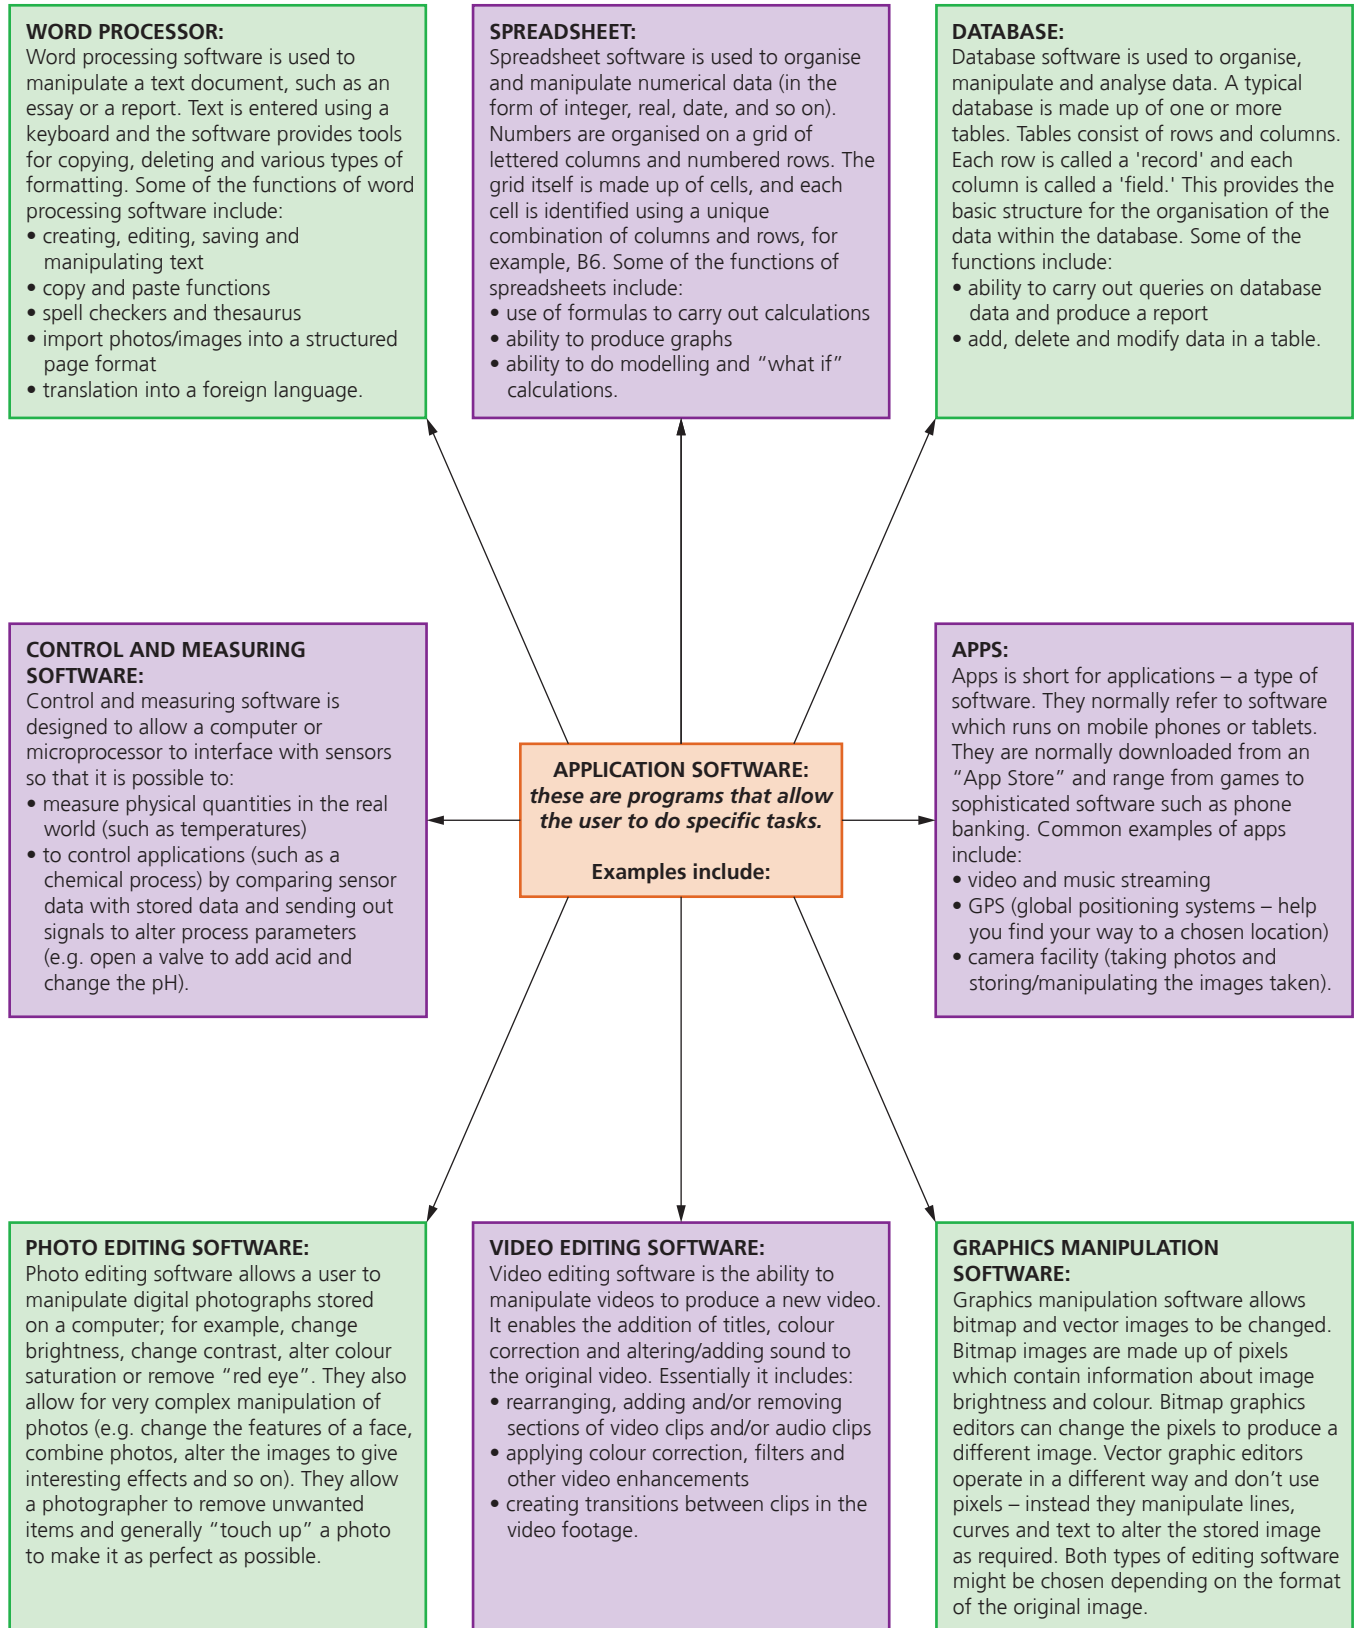 WORD PROCESSOR:
Word processing software is used to
manipulate a text document, such as an
essay or a report. Text is entered using a
keyboard and the software provides tools
for copying, deleting and various types of
formatting. Some of the functions of word
processing software include:
• creating, editing, saving and
manipulating text
• copy and paste functions
• spell checkers and thesaurus
• import photos/images into a structured
page format
• translation into a foreign language.
SPREADSHEET:
Spreadsheet software is used to organise
and manipulate numerical data (in the
form of integer, real, date, and so on).
Numbers are organised on a grid of
lettered columns and numbered rows. The
grid itself is made up of cells, and each
cell is identified using a unique
combination of columns and rows, for
example, B6. Some of the functions of
spreadsheets include:
• use of formulas to carry out calculations
• ability to produce graphs
• ability to do modelling and “what if”
calculations.
DATABASE:
Database software is used to organise,
manipulate and analyse data. A typical
database is made up of one or more
tables. Tables consist of rows and columns.
Each row is called a 'record' and each
column is called a 'field.' This provides the
basic structure for the organisation of the
data within the database. Some of the
functions include:
• ability to carry out queries on database
data and produce a report
• add, delete and modify data in a table.
CONTROL AND MEASURING
SOFTWARE:
Control and measuring software is
designed to allow a computer or
microprocessor to interface with sensors
so that it is possible to:
• measure physical quantities in the real
world (such as temperatures)
• to control applications (such as a
chemical process) by comparing sensor
data with stored data and sending out
signals to alter process parameters
(e.g. open a valve to add acid and
change the pH).
APPLICATION SOFTWARE:
these are programs that allow
the user to do specific tasks.
Examples include:
APPS:
Apps is short for applications – a type of
software. They normally refer to software
which runs on mobile phones or tablets.
They are normally downloaded from an
“App Store” and range from games to
sophisticated software such as phone
banking. Common examples of apps
include:
• video and music streaming
• GPS (global positioning systems – help
you find your way to a chosen location)
• camera facility (taking photos and
storing/manipulating the images taken).
PHOTO EDITING SOFTWARE:
Photo editing software allows a user to
manipulate digital photographs stored
on a computer; for example, change
brightness, change contrast, alter colour
saturation or remove “red eye”. They also
allow for very complex manipulation of
photos (e.g. change the features of a face,
combine photos, alter the images to give
interesting effects and so on). They allow
a photographer to remove unwanted
items and generally “touch up” a photo
to make it as perfect as possible.
VIDEO EDITING SOFTWARE:
Video editing software is the ability to
manipulate videos to produce a new video.
It enables the addition of titles, colour
correction and altering/adding sound to
the original video. Essentially it includes:
• rearranging, adding and/or removing
sections of video clips and/or audio clips
• applying colour correction, filters and
other video enhancements
• creating transitions between clips in the
video footage.
GRAPHICS MANIPULATION
SOFTWARE:
Graphics manipulation software allows
bitmap and vector images to be changed.
Bitmap images are made up of pixels
which contain information about image
brightness and colour. Bitmap graphics
editors can change the pixels to produce a
different image. Vector graphic editors
operate in a different way and don’t use
pixels – instead they manipulate lines,
curves and text to alter the stored image
as required. Both types of editing software
might be chosen depending on the format
of the original image.